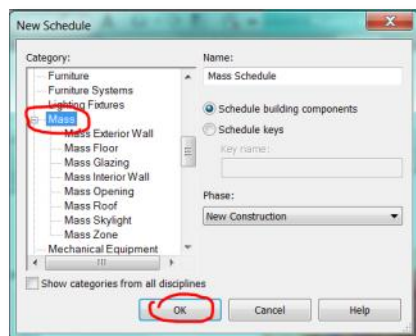 New Schedule
Category:
Furniture
Furniture Systems
Lighting Fixtures
Mass
Mass Exterior Wall
Mass Floor
Mass Glazing
Mass Interior Wall
Mass Opening
Mass Roof
Mass Skylight
Mass Zone
Mechanical Equipment
Show categories from all disciplines
Name:
Mass Schedule
Schedule building components
Schedule keys
Key name:
Phase:
New Construction
OK
Cancel
Help